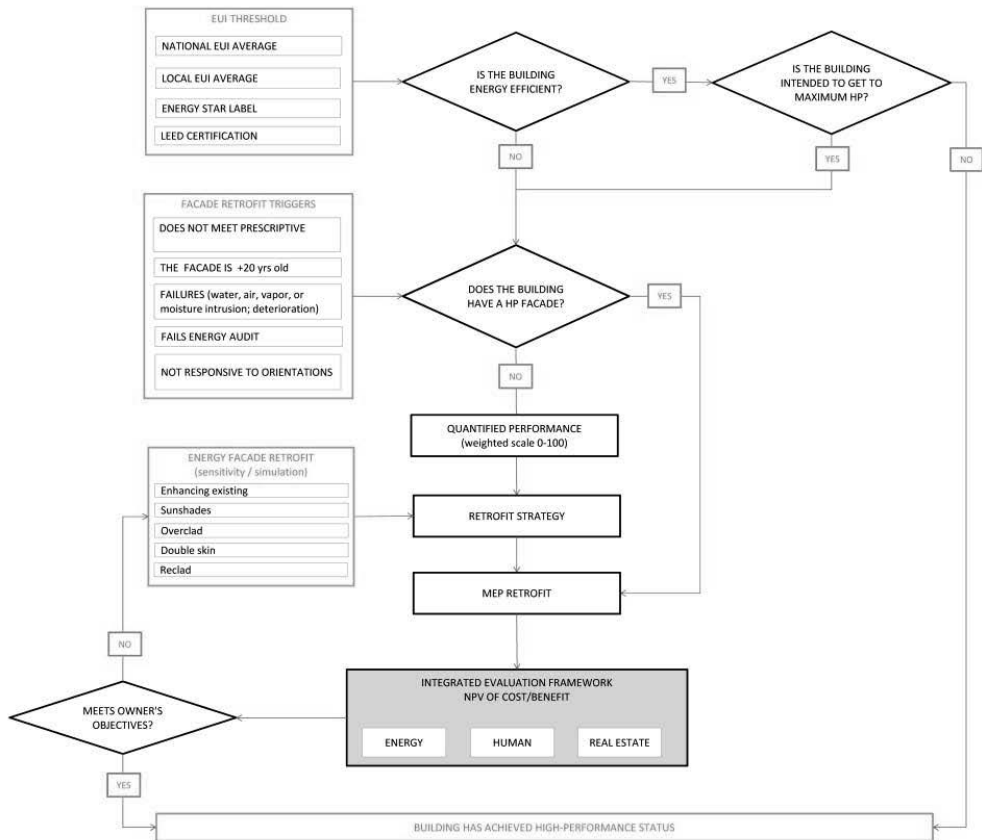 EUI THRESHOLD
NATIONAL EUI AVERAGE
LOCAL EUI AVERAGE
ENERGY STAR LABEL
LEED CERTIFICATION
IS THE BUILDING
ENERGY EFFICIENT?
YES
IS THE BUILDING
INTENDED TO GET TO
MAXIMUM HP?
NO
YES
NO
FACADE RETROFIT TRIGGERS
DOES NOT MEET PRESCRIPTIVE
THE FACADE IS +20 yrs old
FAILURES (water, air, vapor, or
moisture intrusion; deterioration)
FAILS ENERGY AUDIT
NOT RESPONSIVE TO ORIENTATIONS
DOES THE BUILDING
HAVE A HP FACADE?
YES
NO
QUANTIFIED PERFORMANCE
(weighted scale 0-100)
ENERGY FACADE RETROFIT
(sensitivity / simulation)
Enhancing existing
Sunshades
Overclad
Double skin
Reclad
RETROFIT STRATEGY
MEP RETROFIT
NO
INTEGRATED EVALUATION FRAMEWORK
NPV OF COST/BENEFIT
ENERGY
HUMAN
REAL ESTATE
MEETS OWNER'S
OBJECTIVES?
YES
BUILDING HAS ACHIEVED HIGH-PERFORMANCE STATUS